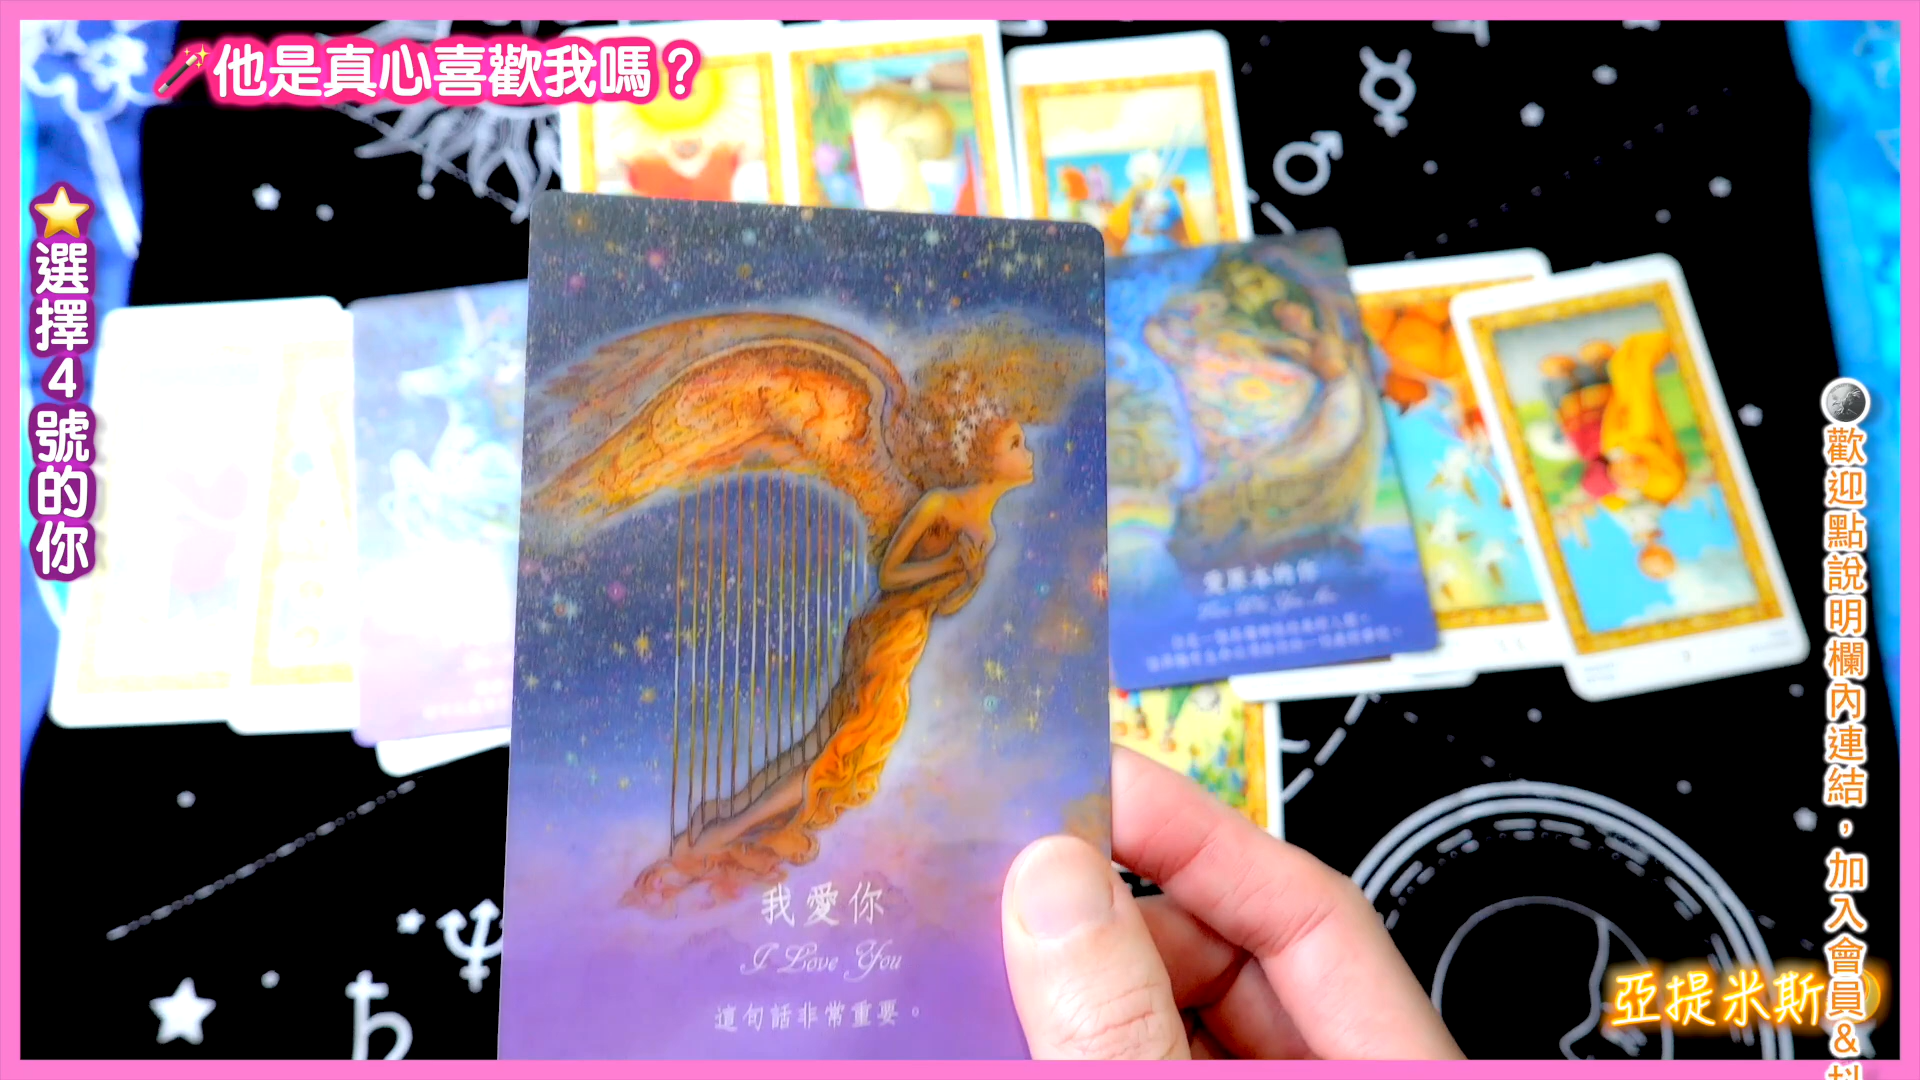 他是真心喜歡我嗎？
選擇4號的你
我愛你
I Love You
這句話非常重要。
愛原本的你
歡迎點說明欄內連結，加入會員&
亞提米斯